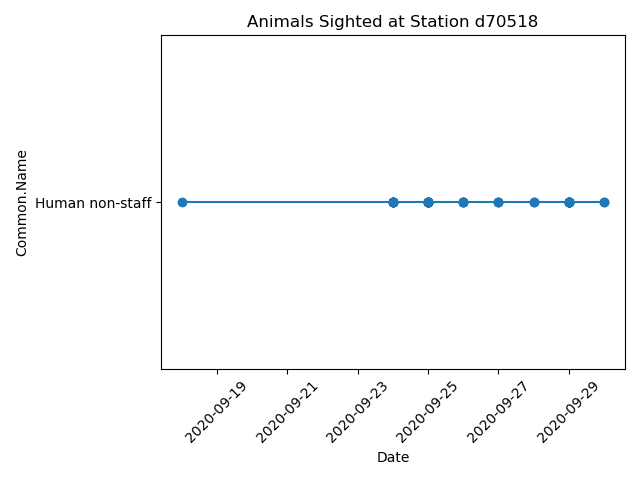 Animals Sighted at Station d70518
Common.Name
Human non-staff
2020-09-19
2020-09-21
2020-09-23
2020-09-25
2020-09-27
2020-09-29
Date